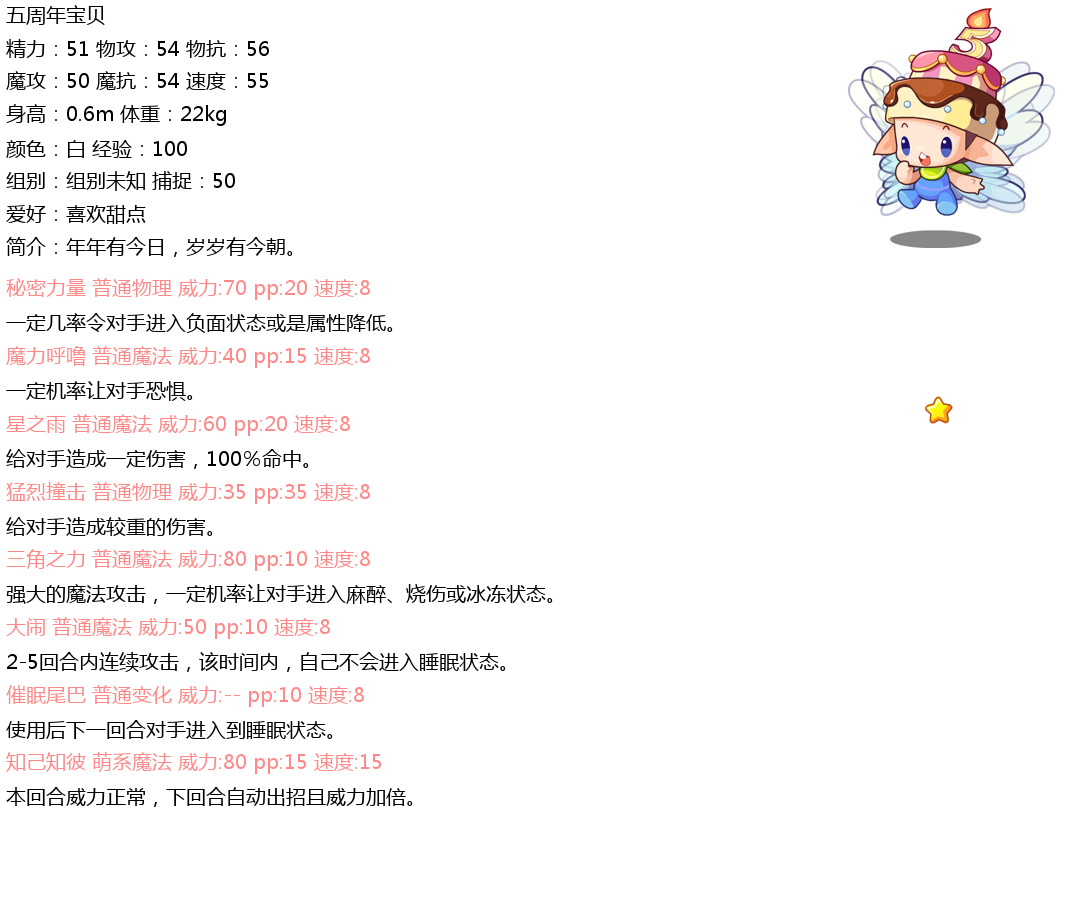 五周年宝贝
精力：51 物攻：54 物抗：56
魔攻：50 魔抗：54 速度：55
身高：0.6m 体重：22kg
颜色：白 经验：100
组别：组别未知 捕捉：50
爱好：喜欢甜点
简介：年年有今日，岁岁有今朝。
秘密力量 普通物理 威力:70 pp:20 速度:8
一定几率令对手进入负面状态或是属性降低。
魔力呼噜 普通魔法 威力:40 pp:15 速度:8
一定机率让对手恐惧。
星之雨 普通魔法 威力:60 pp:20 速度:8
给对手造成一定伤害，100%命中。
猛烈撞击 普通物理 威力:35 pp:35 速度:8
给对手造成较重的伤害。
三角之力 普通魔法 威力:80 pp:10 速度:8
强大的魔法攻击，一定机率让对手进入麻醉、烧伤或冰冻状态。
大闹 普通魔法 威力:50 pp:10 速度:8
2-5回合内连续攻击，该时间内，自己不会进入睡眠状态。
催眠尾巴 普通变化 威力:-- pp:10 速度:8
使用后下一回合对手进入到睡眠状态。
知己知彼 萌系魔法 威力:80 pp:15 速度:15
本回合威力正常，下回合自动出招且威力加倍。
5